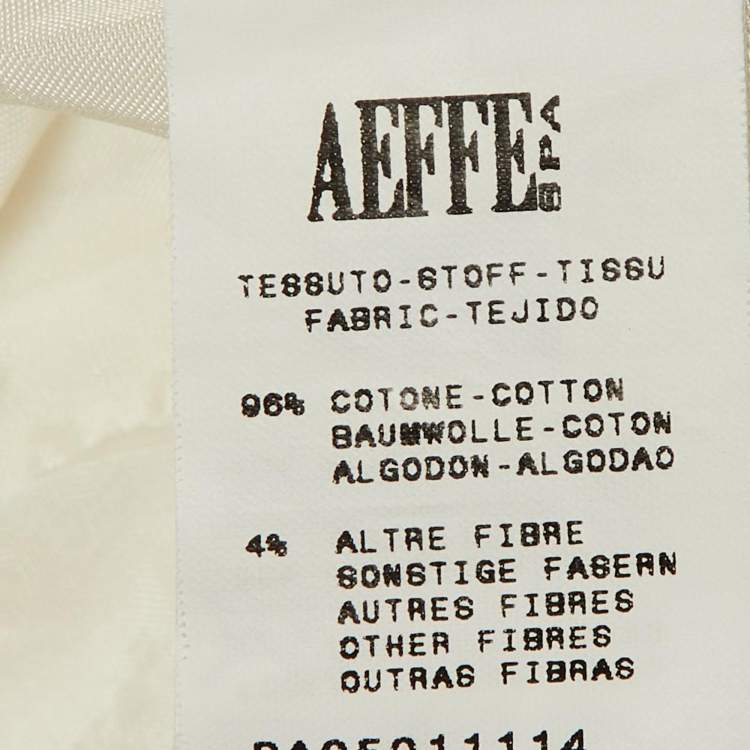 AEFFE SPA
TESSUTO-STOFF-TISSU
FABRIC-TEJIDO
96% COTONE-COTTON
BAUMWOLLE-COTON
ALGODON-ALGODAO
4% ALTRE FIBRE
SONSTIGE FASERN
AUTRES FIBRES
OTHER FIBRES
OUTRAS FIBRAS